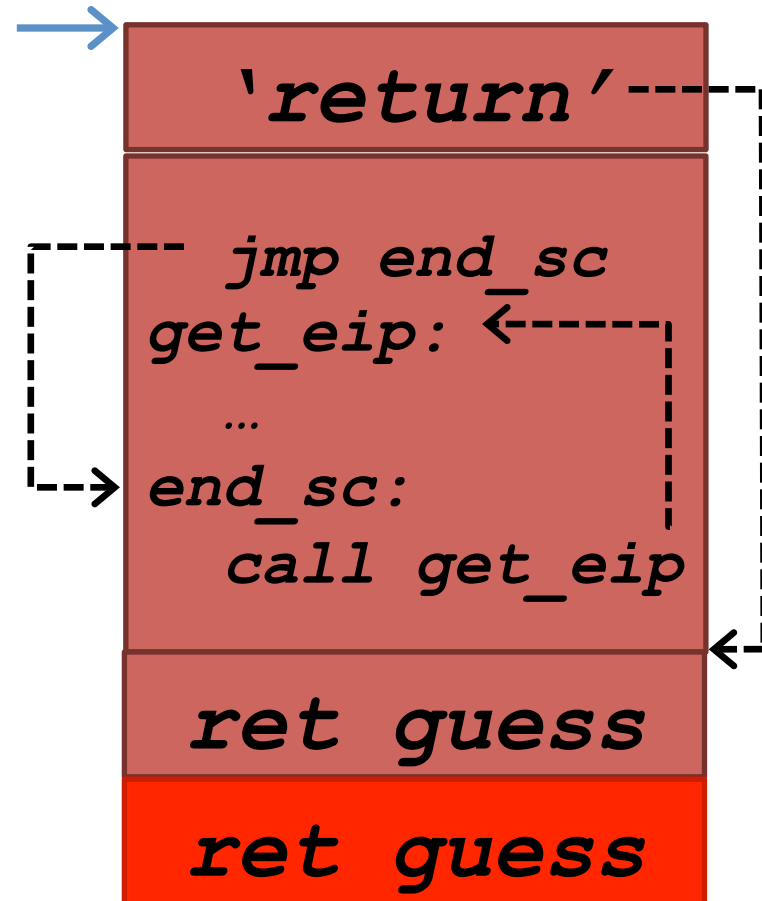 ‘return’
jmp end_sc
get_eip:
…
end_sc:
call get_eip
ret guess
ret guess